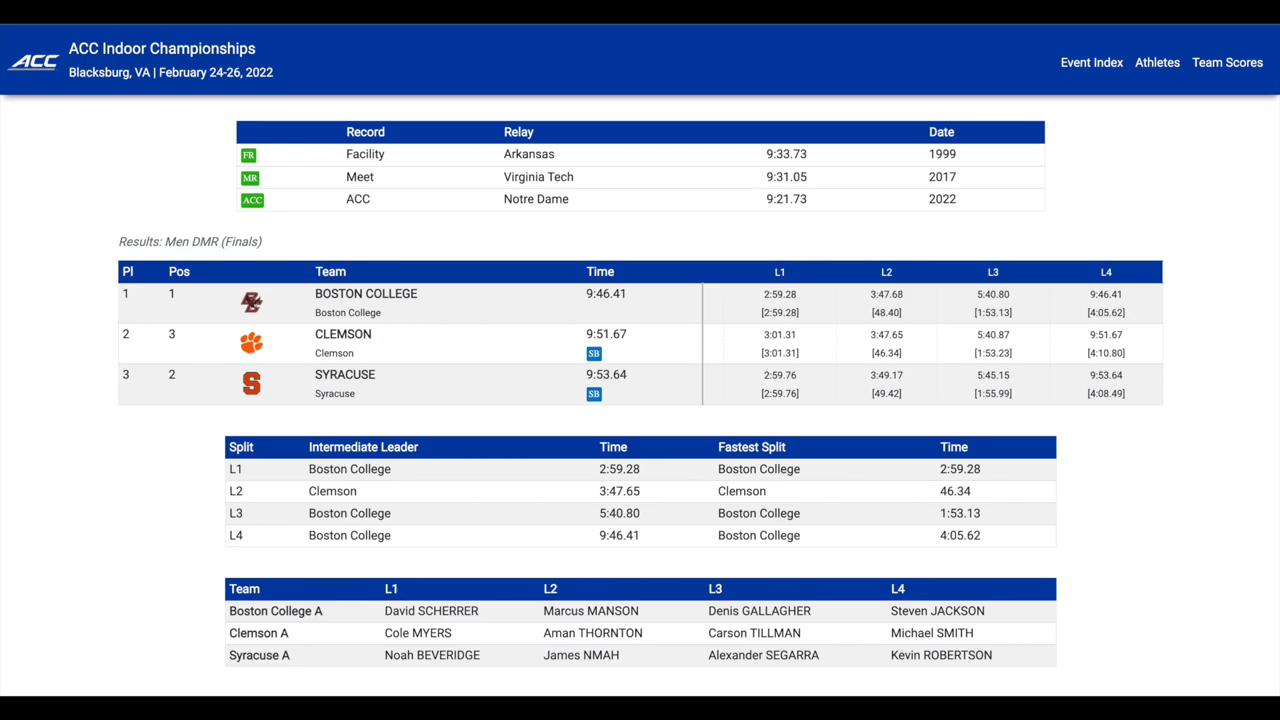 ACC
ACC Indoor Championships
Blacksburg, VA | February 24-26, 2022
Event Index Athletes Team Scores
Record Relay Date
FR Facility Arkansas 9:33.73 1999
MR Meet Virginia Tech 9:31.05 2017
ACC ACC Notre Dame 9:21.73 2022
Results: Men DMR (Finals)
Pl Pos Team Time L1 L2 L3 L4
1 1 BOSTON COLLEGE 9:46.41 2:59.28 3:47.68 5:40.80 9:46.41
Boston College [2:59.28] [48.40] [1:53.13] [4:05.62]
2 3 CLEMSON 9:51.67 3:01.31 3:47.65 5:40.87 9:51.67
Clemson SB [3:01.31] [46.34] [1:53.23] [4:10.80]
3 2 SYRACUSE 9:53.64 2:59.76 3:49.17 5:45.15 9:53.64
Syracuse SB [2:59.76] [49.42] [1:55.99] [4:08.49]
Split Intermediate Leader Time Fastest Split Time
L1 Boston College 2:59.28 Boston College 2:59.28
L2 Clemson 3:47.65 Clemson 46.34
L3 Boston College 5:40.80 Boston College 1:53.13
L4 Boston College 9:46.41 Boston College 4:05.62
Team L1 L2 L3 L4
Boston College A David SCHERRER Marcus MANSON Denis GALLAGHER Steven JACKSON
Clemson A Cole MYERS Aman THORNTON Carson TILLMAN Michael SMITH
Syracuse A Noah BEVERIDGE James NMAH Alexander SEGARRA Kevin ROBERTSON